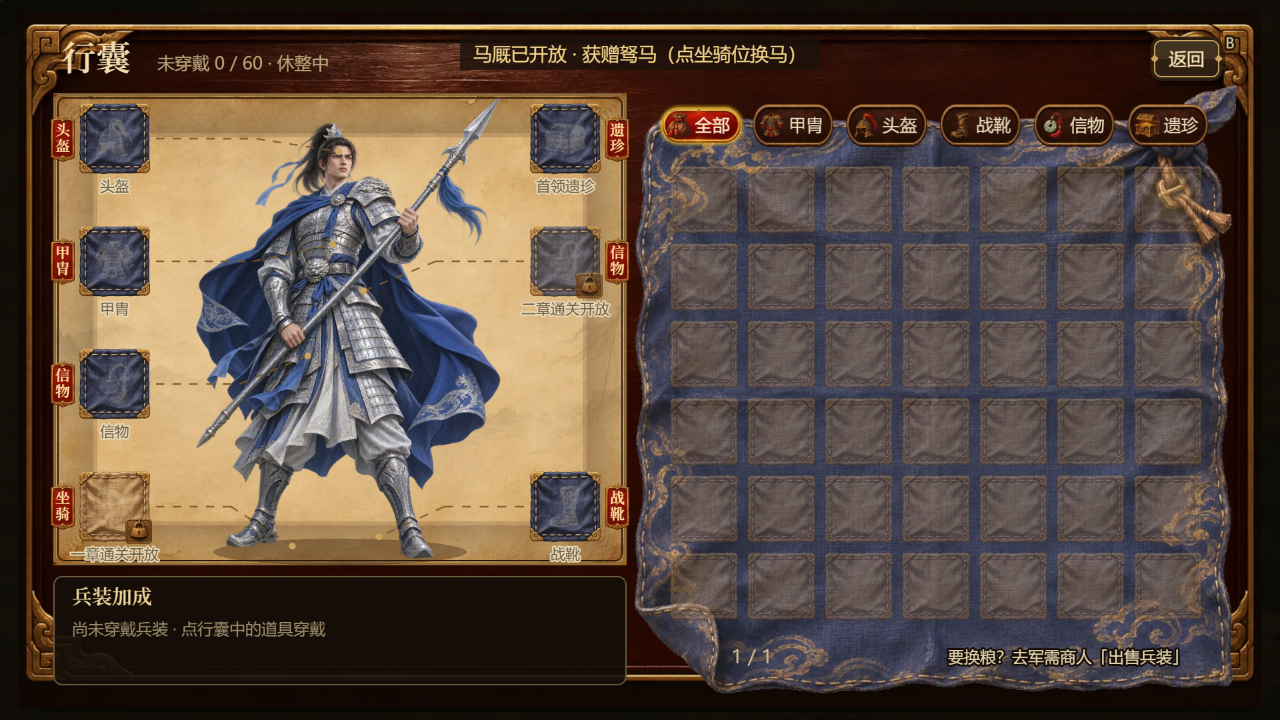 行囊
未穿戴 0 / 60 · 休整中
马厩已开放 · 获赠驽马（点坐骑位换马）
返回
B
头盔
头盔
甲胄
甲胄
信物
信物
坐骑
一章通关开放
遗珍
首领遗珍
信物
二章通关开放
战靴
战靴
全部
甲胄
头盔
战靴
信物
遗珍
兵装加成
尚未穿戴兵装 · 点行囊中的道具穿戴
1 / 1
要换粮？去军需商人「出售兵装」